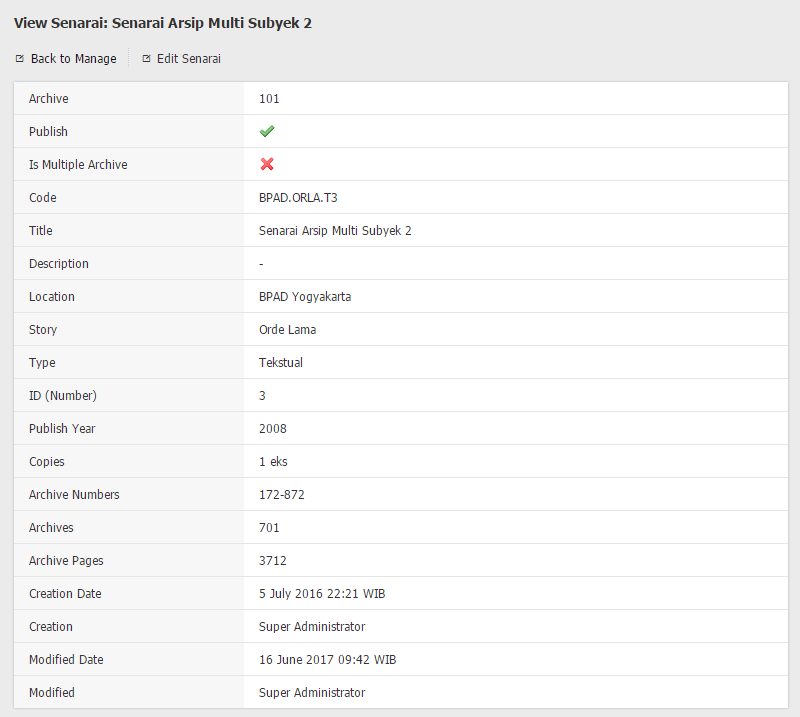 View Senarai: Senarai Arsip Multi Subyek 2
Back to Manage Edit Senarai
Archive 101
Publish
Is Multiple Archive
Code BPAD.ORLA.T3
Title Senarai Arsip Multi Subyek 2
Description -
Location BPAD Yogyakarta
Story Orde Lama
Type Tekstual
ID (Number) 3
Publish Year 2008
Copies 1 eks
Archive Numbers 172-872
Archives 701
Archive Pages 3712
Creation Date 5 July 2016 22:21 WIB
Creation Super Administrator
Modified Date 16 June 2017 09:42 WIB
Modified Super Administrator